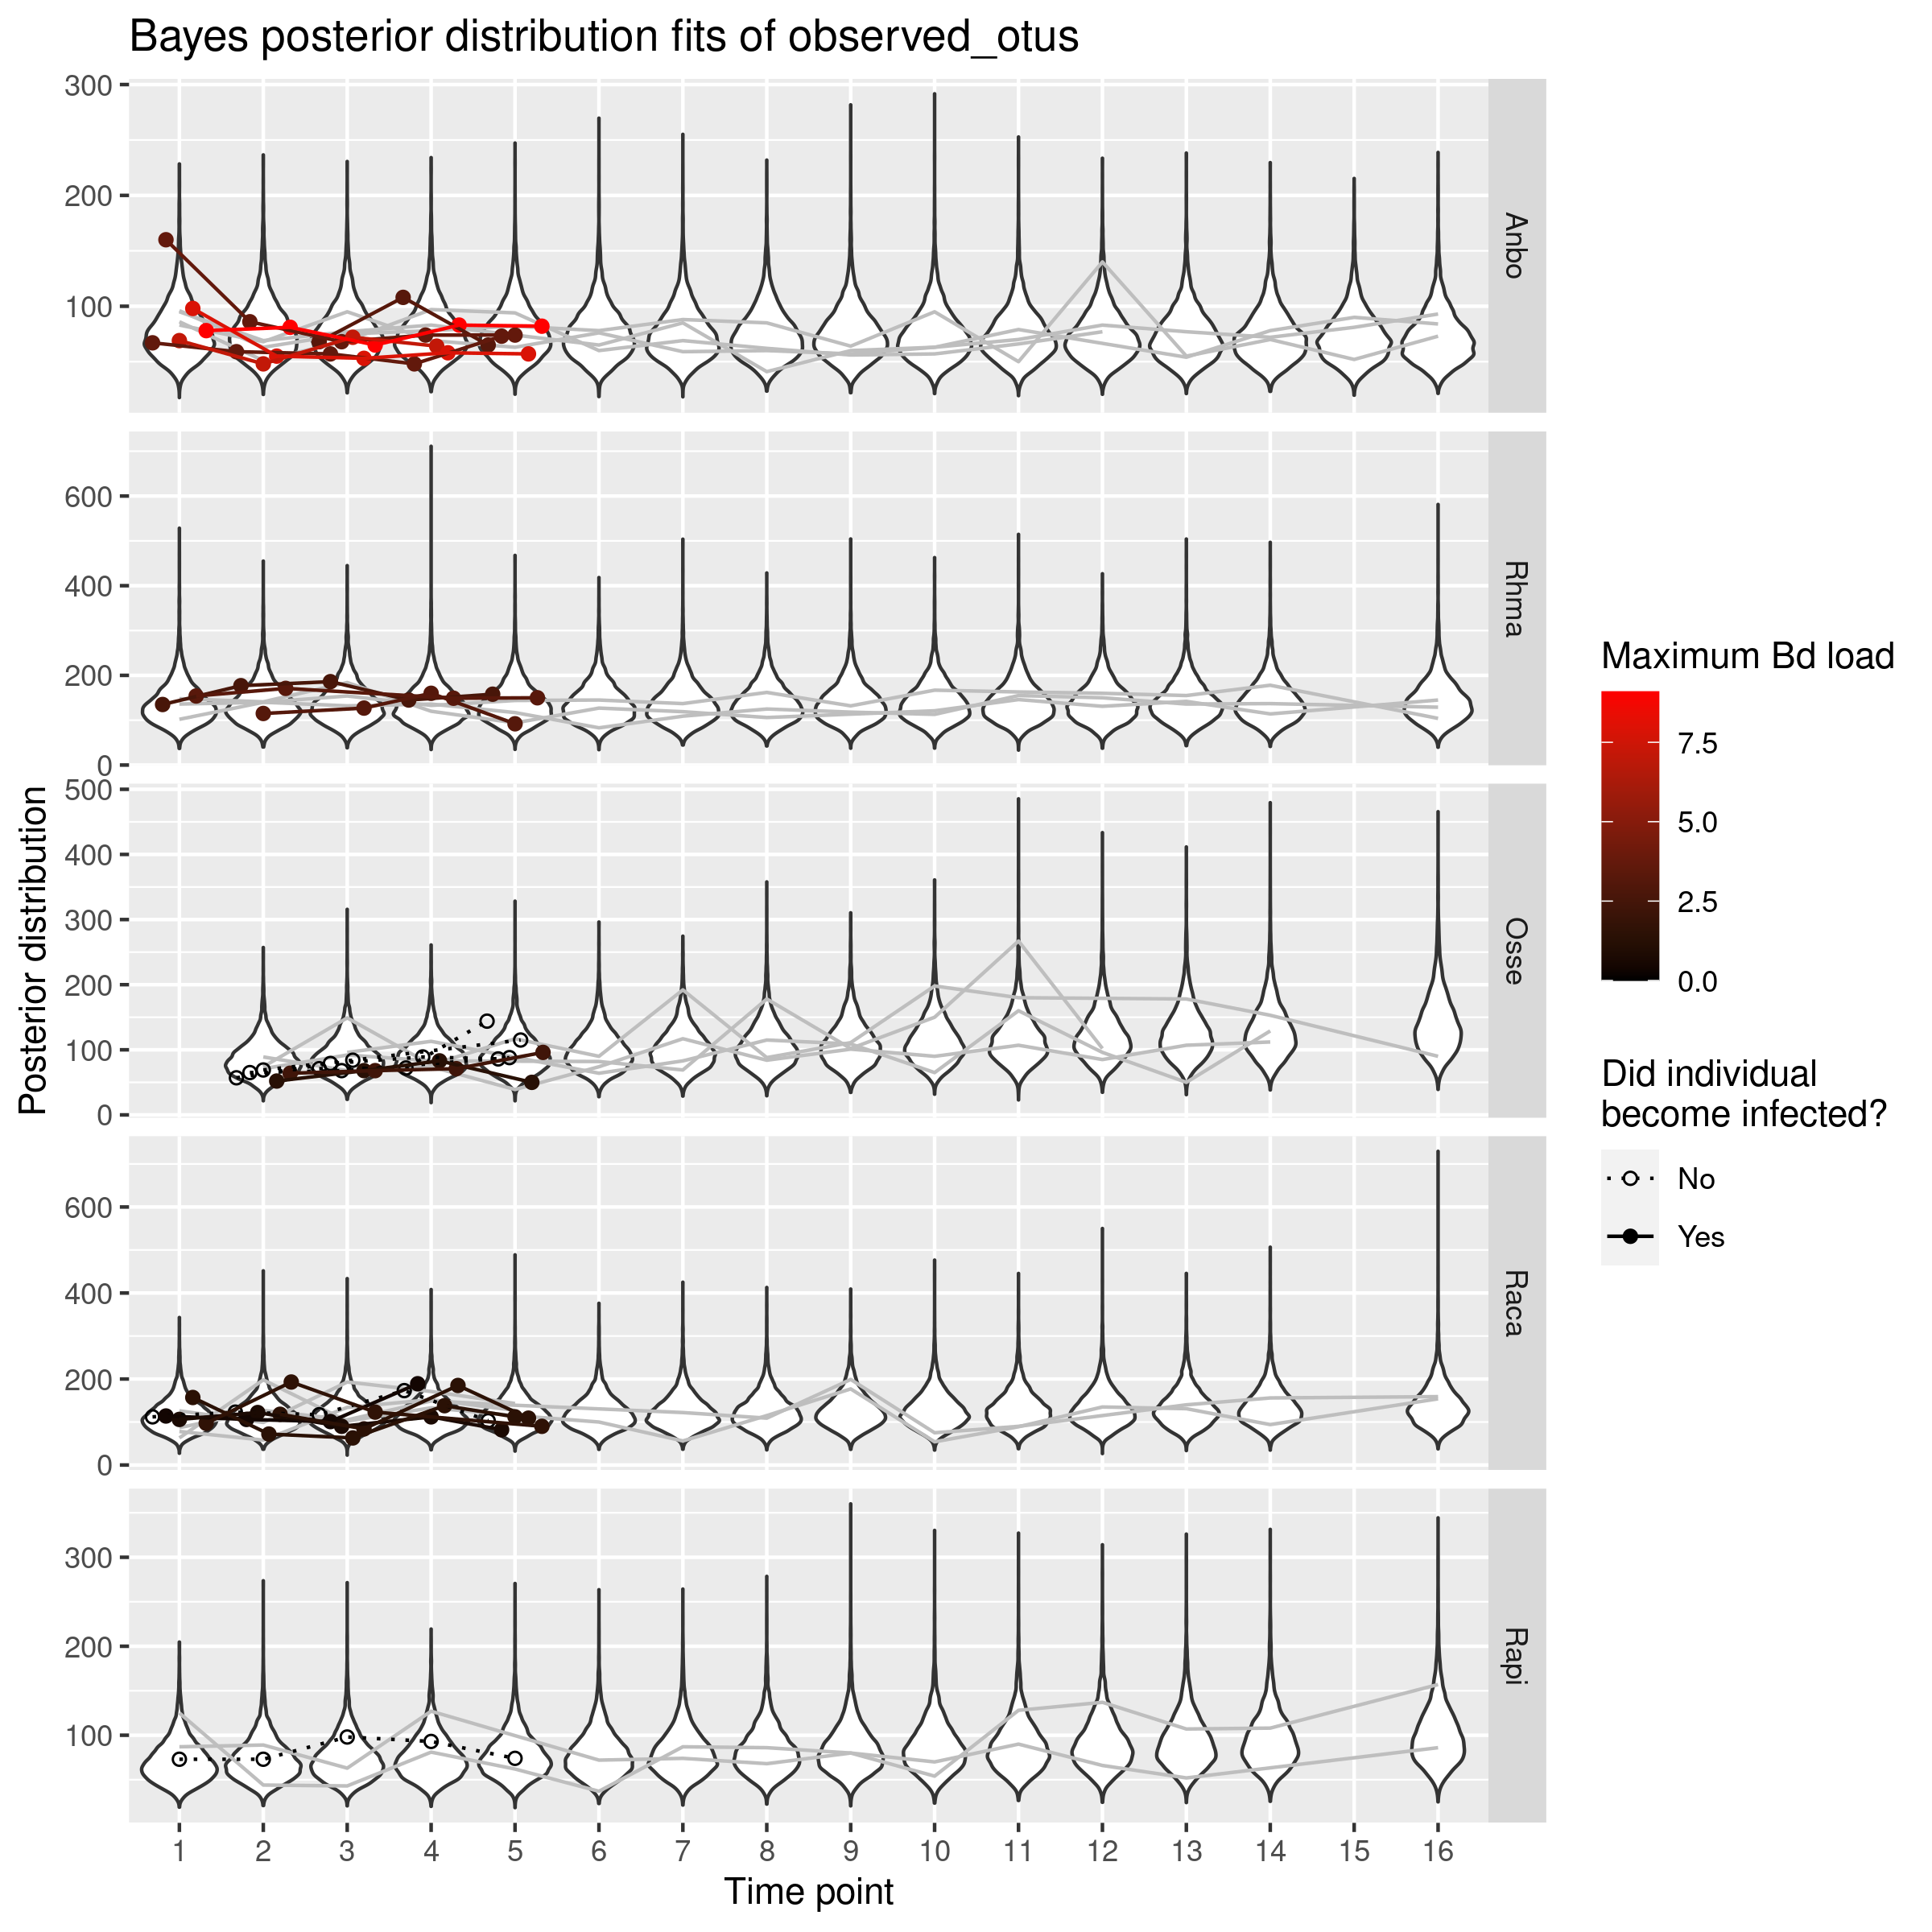 Bayes posterior distribution fits of observed_otus
Posterior distribution
300
200
100
Anbo
600
400
200
0
Rhma
500
400
300
200
100
0
Osse
600
400
200
0
Raca
300
200
100
Rapi
1 2 3 4 5 6 7 8 9 10 11 12 13 14 15 16
Time point
Maximum Bd load
7.5
5.0
2.5
0.0
Did individual
become infected?
No
Yes